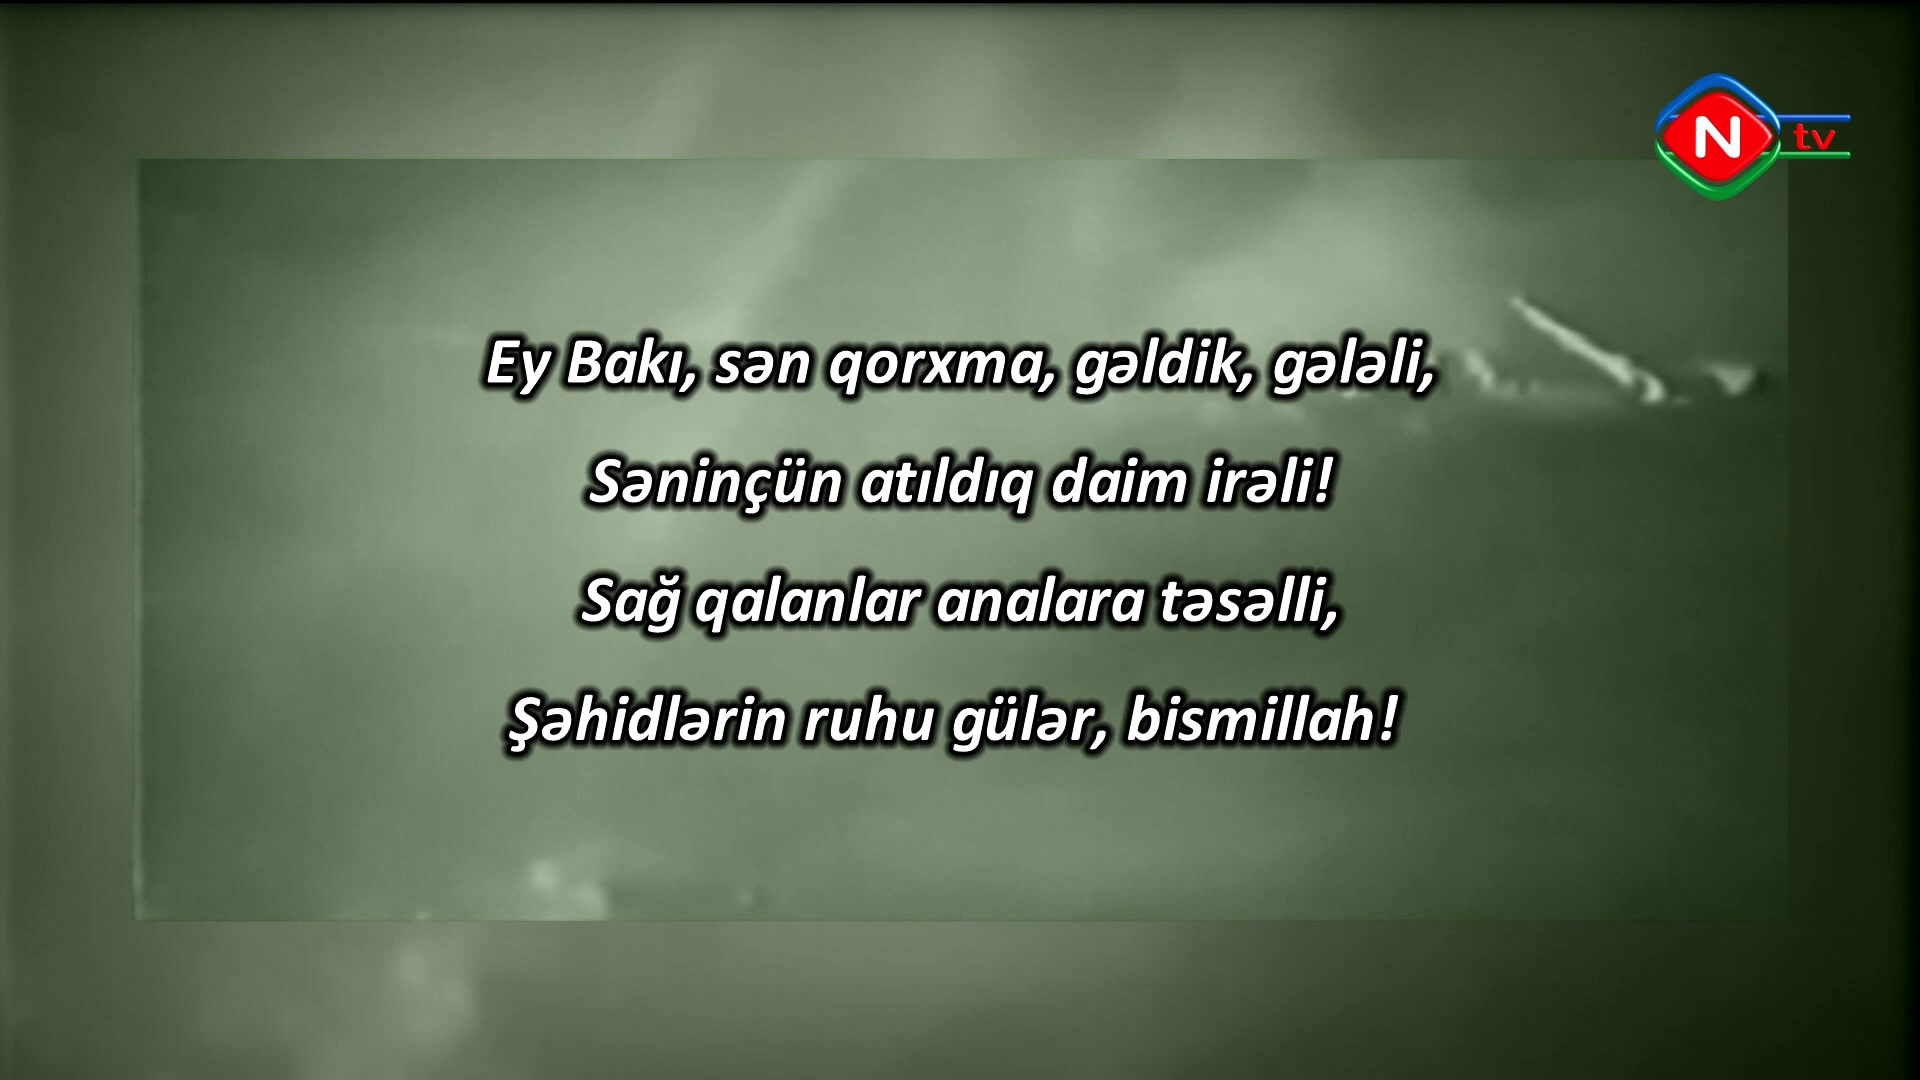 N tv
Ey Bakı, sən qorxma, gəldik, gələli,
Səninçün atıldıq daim irəli!
Sağ qalanlar analara təsəlli,
Şəhidlərin ruhu gülər, bismillah!